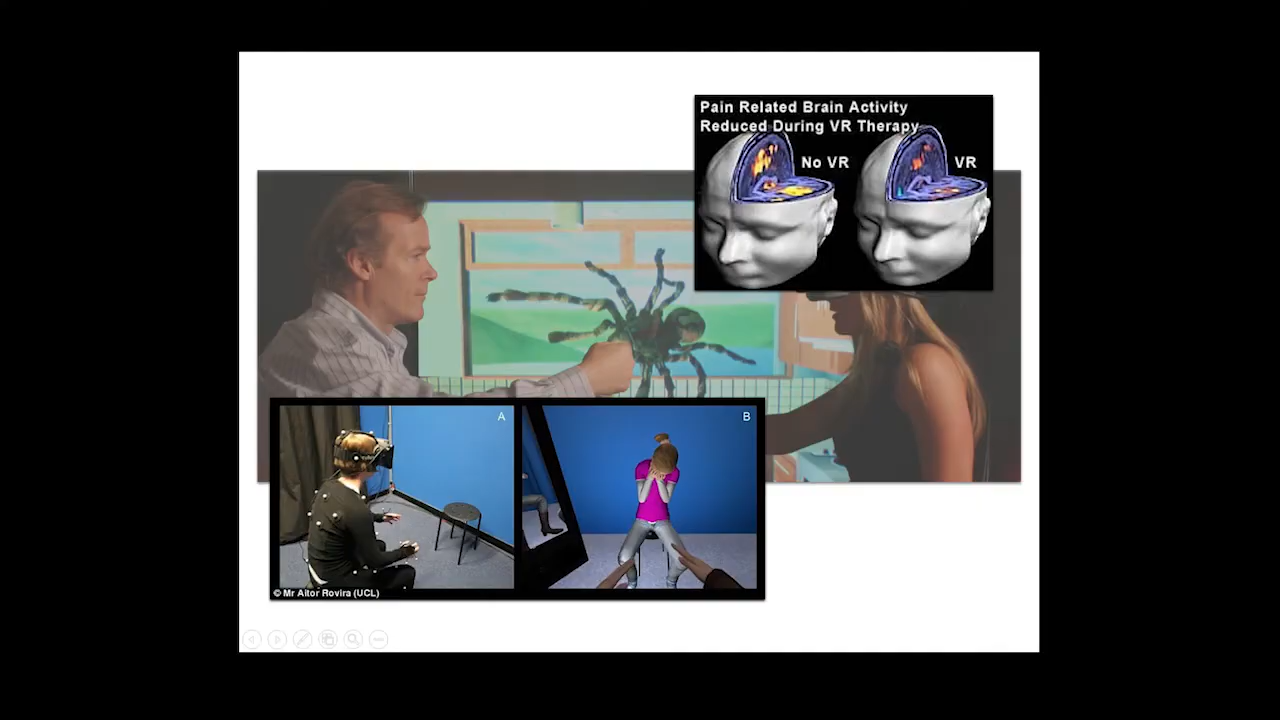 Pain Related Brain Activity
Reduced During VR Therapy
No VR
VR
A
B
© Mr Aitor Rovira (UCL)